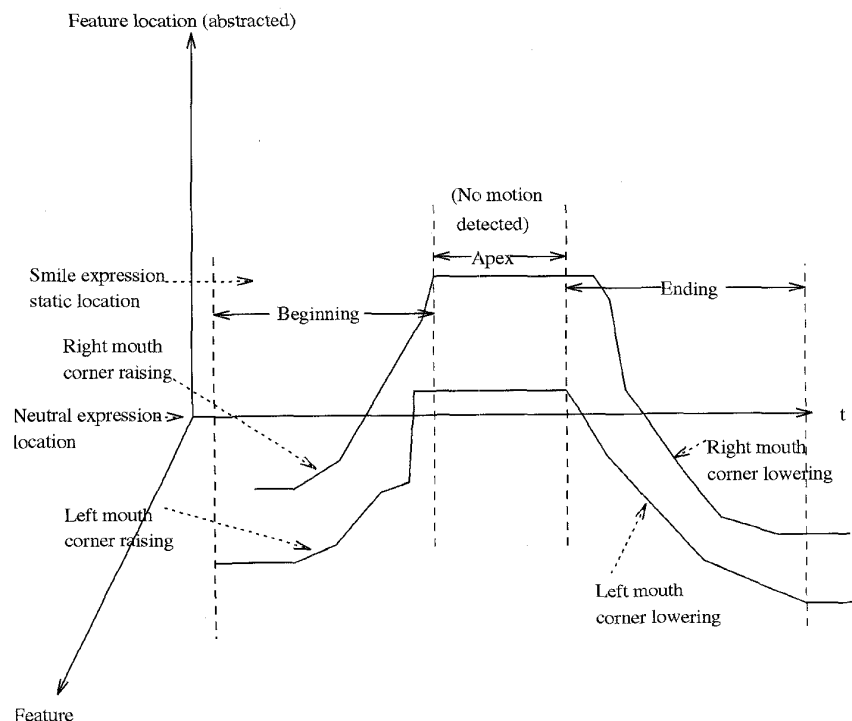 Feature location (abstracted)
(No motion
detected)
Apex
Smile expression
static location
Beginning
Ending
Right mouth
corner raising
Neutral expression
location
t
Right mouth
corner lowering
Left mouth
corner raising
Left mouth
corner lowering
Feature